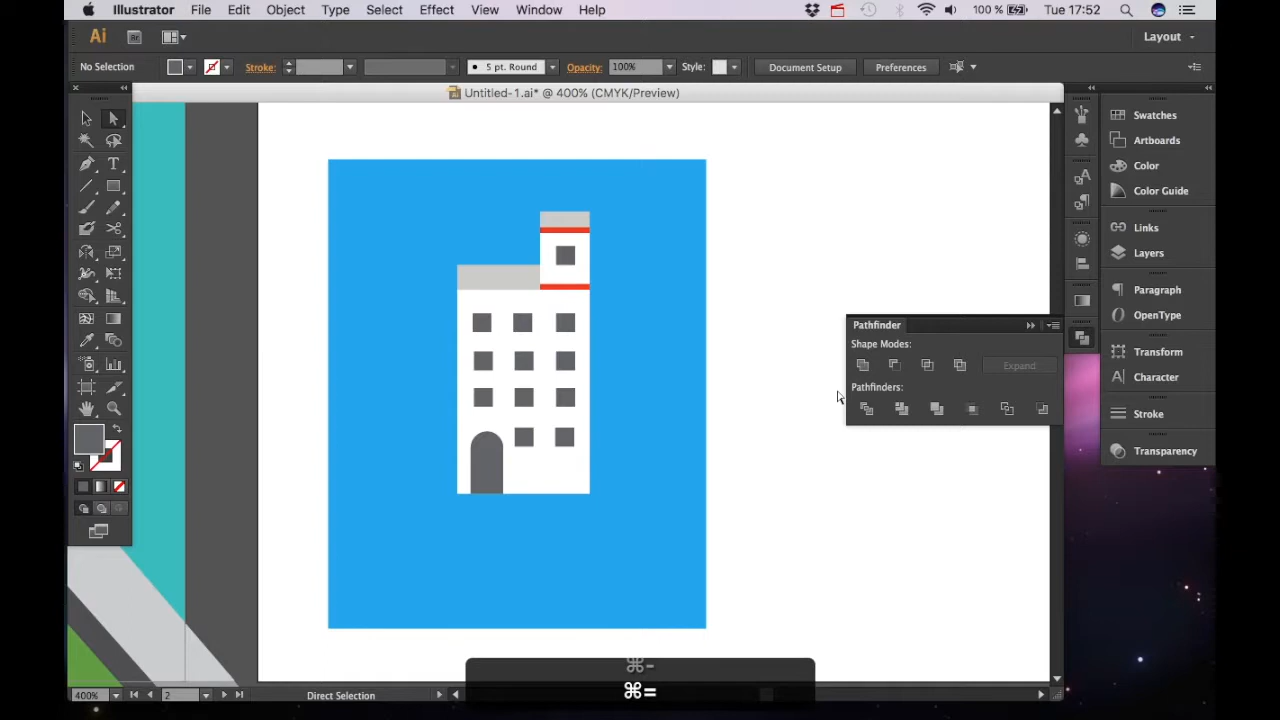 Illustrator File Edit Object Type Select Effect View Window Help 100 % Tue 17:52
Ai Br Layout
No Selection Stroke: 5 pt. Round Opacity: 100% Style: Document Setup Preferences
Untitled-1.ai* @ 400% (CMYK/Preview)
Swatches
Artboards
Color
Color Guide
Links
Layers
Paragraph
OpenType
Transform
Character
Stroke
Transparency
Pathfinder
Shape Modes:
Expand
Pathfinders:
⌘-
⌘=
400% 2 Direct Selection